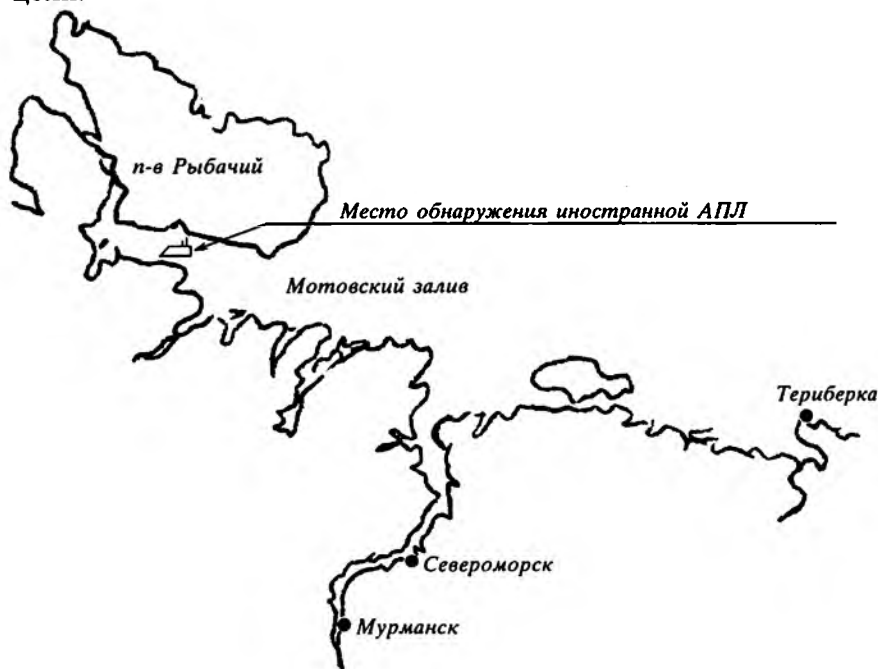 п-в Рыбачий
Место обнаружения иностранной АПЛ
Мотовский залив
Териберка
Североморск
Мурманск